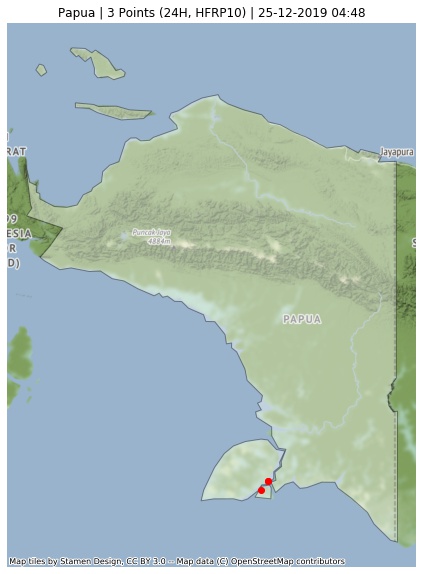 Papua | 3 Points (24H, HFRP10) | 25-12-2019 04:48
Jayapura
RAT
ESIA
R
D)
Puncak Jaya
4884m
S
PAPUA
Map tiles by Stamen Design, CC BY 3.0 -- Map data (C) OpenStreetMap contributors